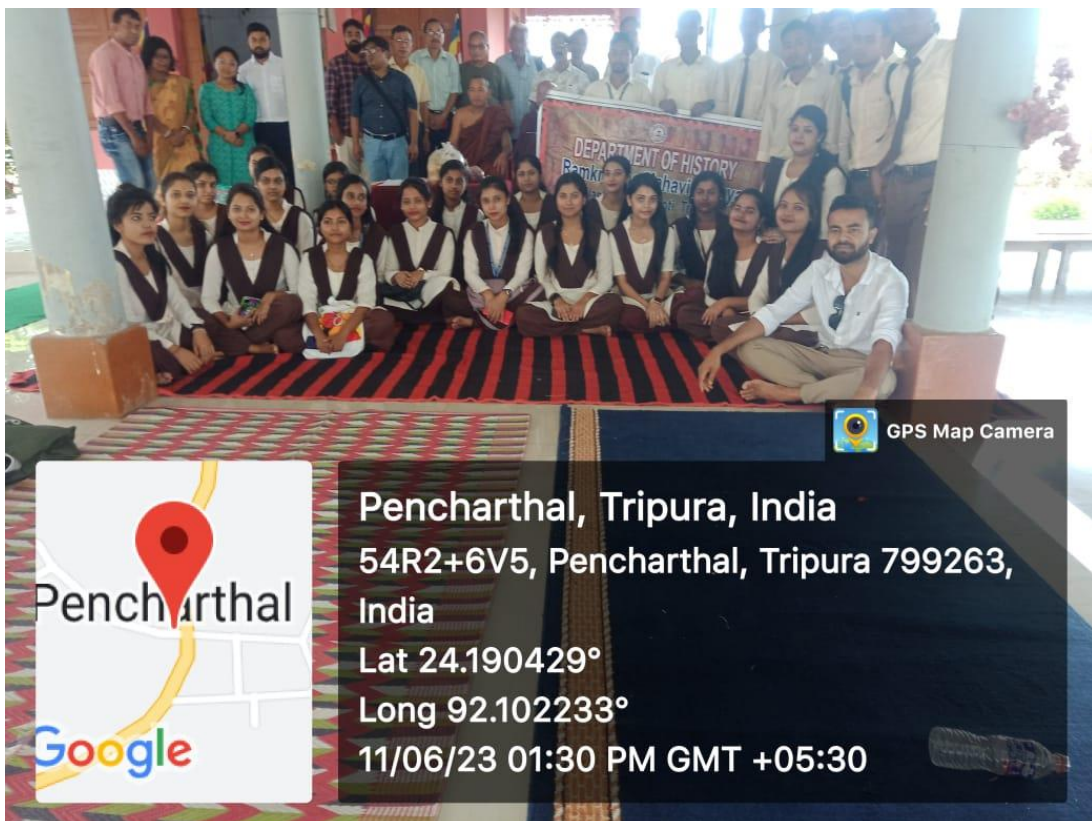 DEPARTMENT OF HISTORY
GPS Map Camera
Pencharthal, Tripura, India
54R2+6V5, Pencharthal, Tripura 799263,
India
Lat 24.190429°
Long 92.102233°
11/06/23 01:30 PM GMT +05:30
Pencharthal
Google